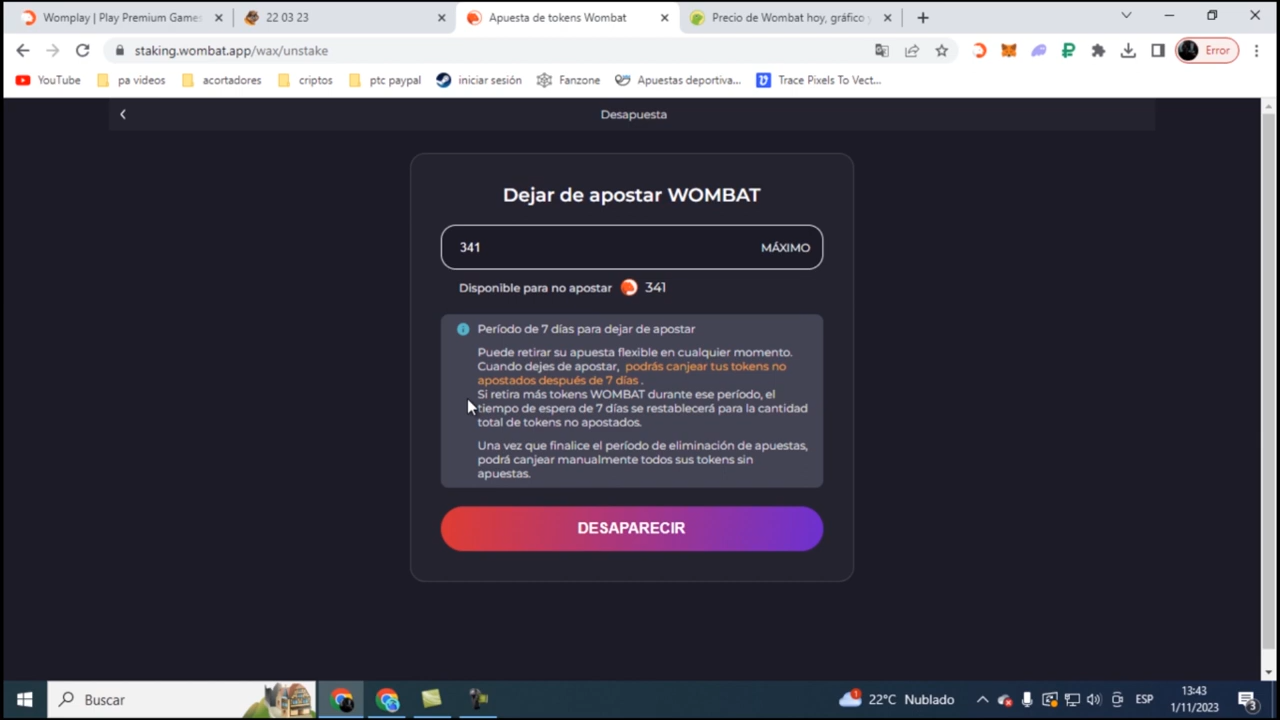 Womplay | Play Premium Games
22 03 23
Apuesta de tokens Wombat
Precio de Wombat hoy, gráfico y
staking.wombat.app/wax/unstake
Error
YouTube
pa videos
acortadores
criptos
ptc paypal
iniciar sesión
Fanzone
Apuestas deportiva...
Trace Pixels To Vect...
Desapuesta
Dejar de apostar WOMBAT
341 MÁXIMO
Disponible para no apostar 341
Período de 7 días para dejar de apostar
Puede retirar su apuesta flexible en cualquier momento.
Cuando dejes de apostar, podrás canjear tus tokens no
apostados después de 7 días .
Si retira más tokens WOMBAT durante ese período, el
tiempo de espera de 7 días se restablecerá para la cantidad
total de tokens no apostados.
Una vez que finalice el período de eliminación de apuestas,
podrá canjear manualmente todos sus tokens sin
apuestas.
DESAPARECIR
Buscar
22°C Nublado
ESP
13:43
1/11/2023
3